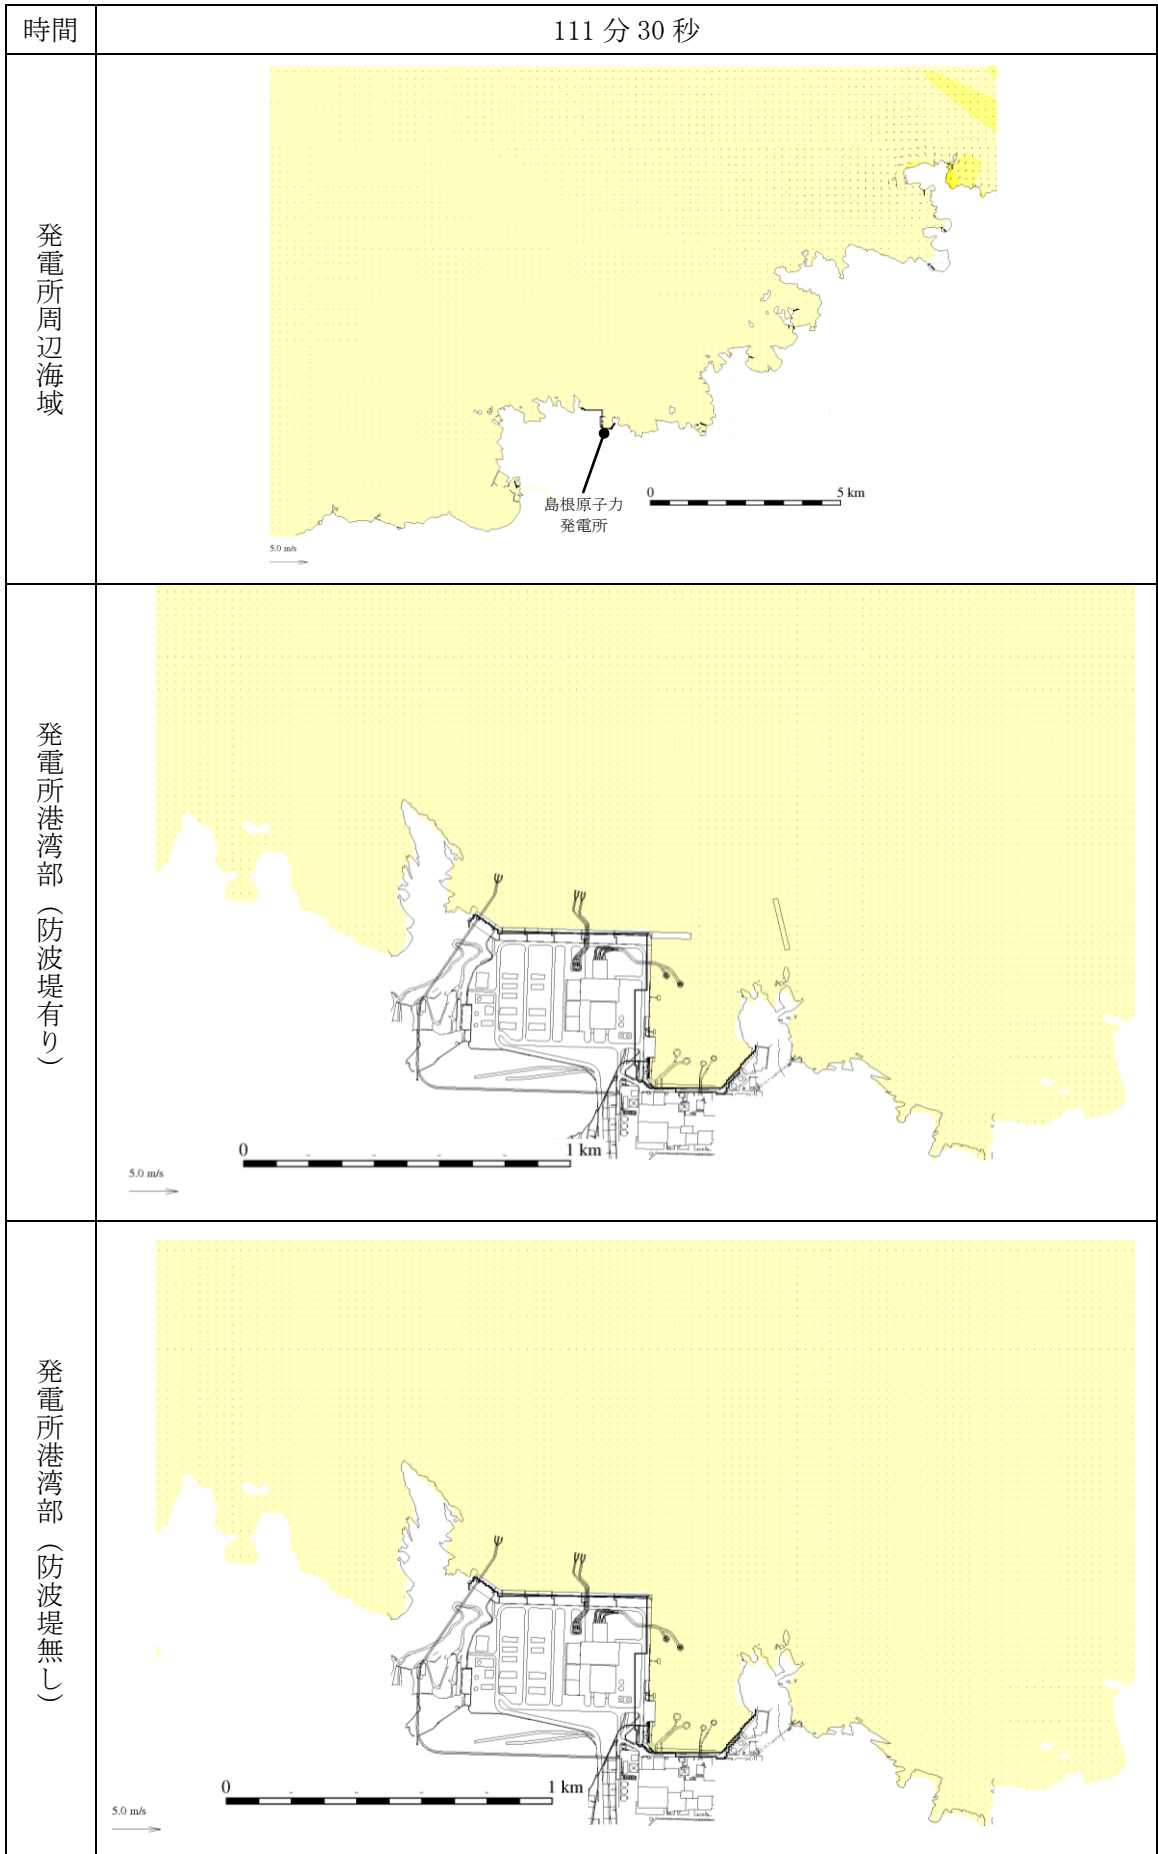 時間
111 分 30 秒
発電所周辺海域
島根原子力
発電所
0
5 km
5.0 m/s
発電所港湾部（防波堤有り）
0
1 km
5.0 m/s
発電所港湾部（防波堤無し）
0
1 km
5.0 m/s